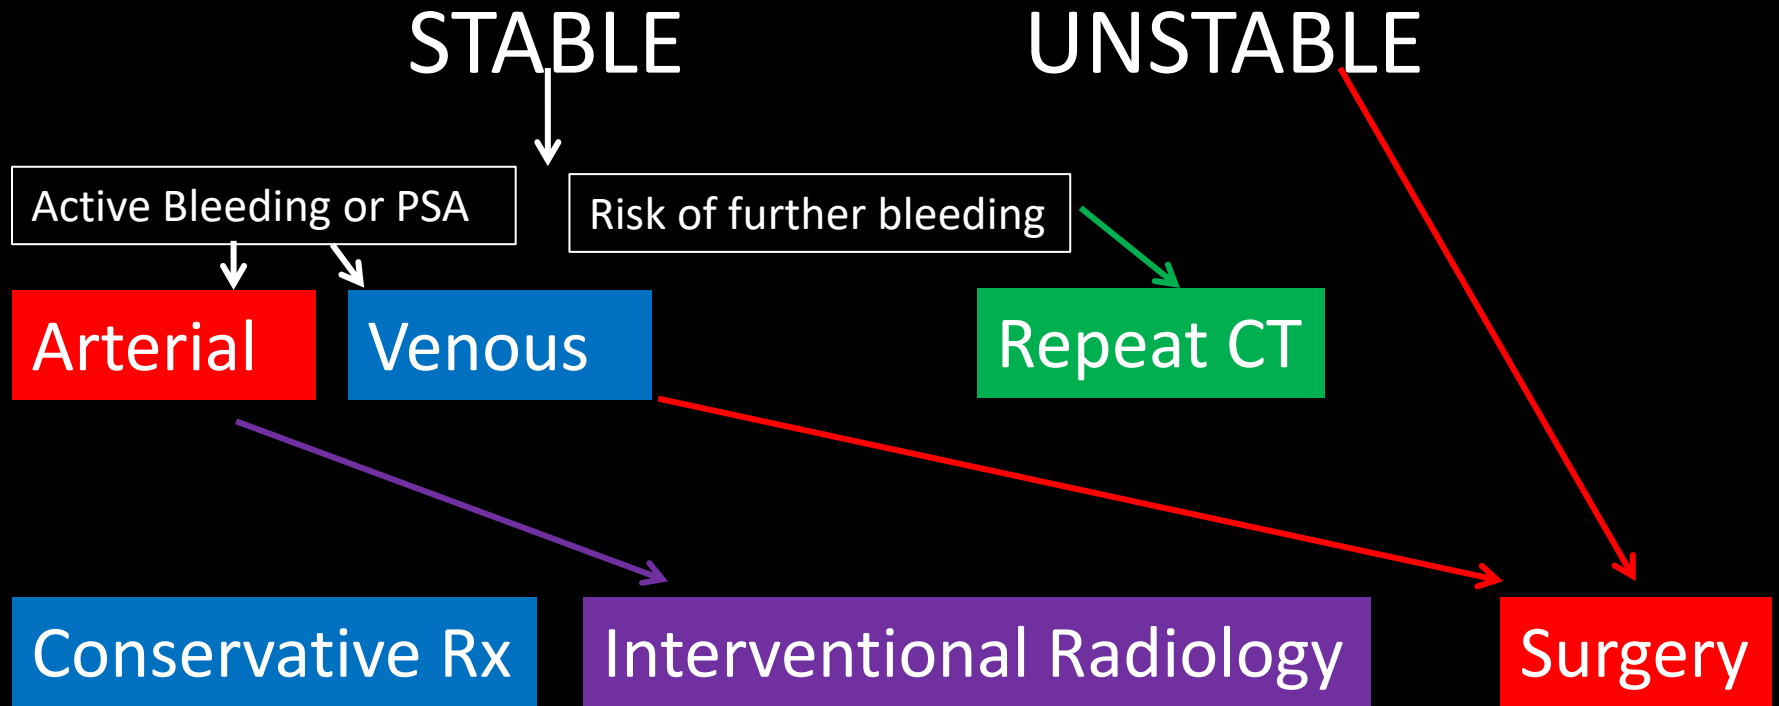 STABLE
UNSTABLE
Active Bleeding or PSA
Risk of further bleeding
Arterial
Venous
Repeat CT
Conservative Rx
Interventional Radiology
Surgery